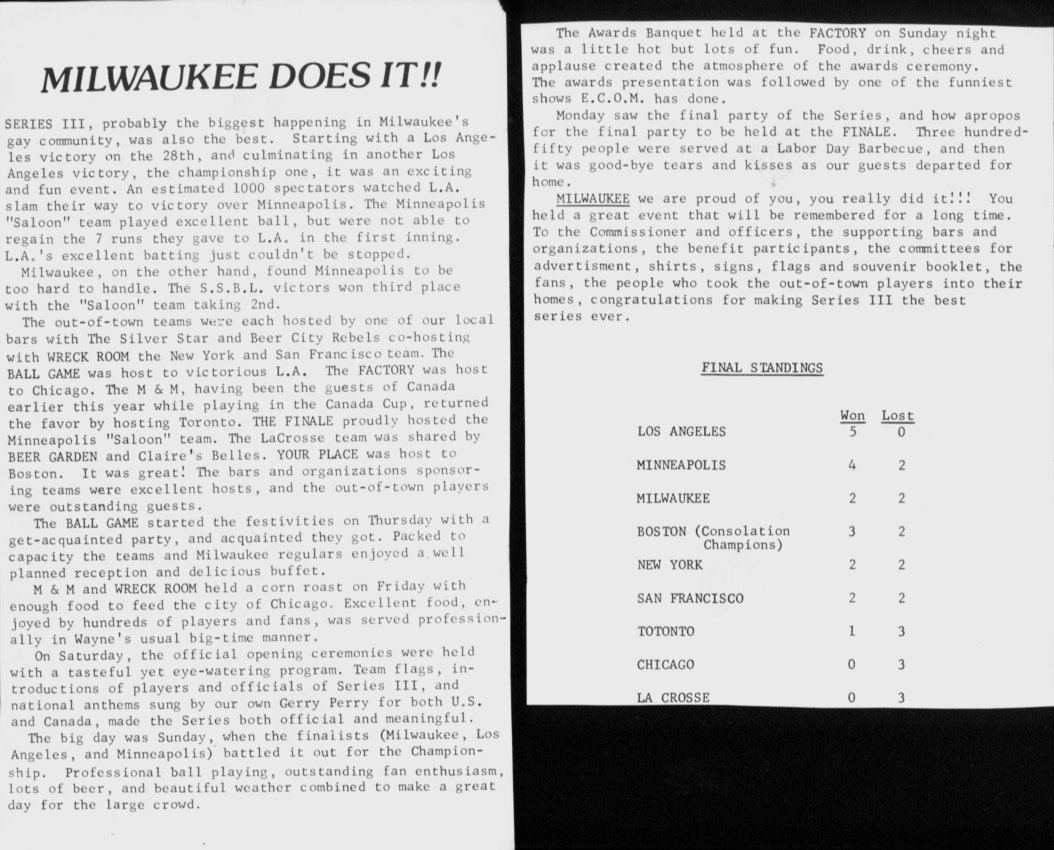 MILWAUKEE DOES IT!!
SERIES III, probably the biggest happening in Milwaukee's
gay community, was also the best. Starting with a Los Ange-
les victory on the 28th, and culminating in another Los
Angeles victory, the championship one, it was an exciting
and fun event. An estimated 1000 spectators watched L.A.
slam their way to victory over Minneapolis. The Minneapolis
"Saloon" team played excellent ball, but were not able to
regain the 7 runs they gave to L.A. in the first inning.
L.A.'s excellent batting just couldn't be stopped.
Milwaukee, on the other hand, found Minneapolis to be
too hard to handle. The S.S.B.L. victors won third place
with the "Saloon" team taking 2nd.
The out-of-town teams were each hosted by one of our local
bars with The Silver Star and Beer City Rebels co-hosting
with WRECK ROOM the New York and San Francisco team. The
BALL GAME was host to victorious L.A. The FACTORY was host
to Chicago. The M & M, having been the guests of Canada
earlier this year while playing in the Canada Cup, returned
the favor by hosting Toronto. THE FINALE proudly hosted the
Minneapolis "Saloon" team. The LaCrosse team was shared by
BEER GARDEN and Claire's Belles. YOUR PLACE was host to
Boston. It was great! The bars and organizations sponsor-
ing teams were excellent hosts, and the out-of-town players
were outstanding guests.
The BALL GAME started the festivities on Thursday with a
get-acquainted party, and acquainted they got. Packed to
capacity the teams and Milwaukee regulars enjoyed a well
planned reception and delicious buffet.
M & M and WRECK ROOM held a corn roast on Friday with
enough food to feed the city of Chicago. Excellent food, en-
joyed by hundreds of players and fans, was served profession-
ally in Wayne's usual big-time manner.
On Saturday, the official opening ceremonies were held
with a tasteful yet eye-watering program. Team flags, in-
troductions of players and officials of Series III, and
national anthems sung by our own Gerry Perry for both U.S.
and Canada, made the Series both official and meaningful.
The big day was Sunday, when the finalists (Milwaukee, Los
Angeles, and Minneapolis) battled it out for the Champion-
ship. Professional ball playing, outstanding fan enthusiasm,
lots of beer, and beautiful weather combined to make a great
day for the large crowd.
The Awards Banquet held at the FACTORY on Sunday night
was a little hot but lots of fun. Food, drink, cheers and
applause created the atmosphere of the awards ceremony.
The awards presentation was followed by one of the funniest
shows E.C.O.M. has done.
Monday saw the final party of the Series, and how apropos
for the final party to be held at the FINALE. Three hundred-
fifty people were served at a Labor Day Barbecue, and then
it was good-bye tears and kisses as our guests departed for
home.
MILWAUKEE we are proud of you, you really did it!!! You
held a great event that will be remembered for a long time.
To the Commissioner and officers, the supporting bars and
organizations, the benefit participants, the committees for
advertisment, shirts, signs, flags and souvenir booklet, the
fans, the people who took the out-of-town players into their
homes, congratulations for making Series III the best
series ever.
FINAL STANDINGS
Won Lost
LOS ANGELES 5 0
MINNEAPOLIS 4 2
MILWAUKEE 2 2
BOSTON (Consolation 3 2
Champions)
NEW YORK 2 2
SAN FRANCISCO 2 2
TOTONTO 1 3
CHICAGO 0 3
LA CROSSE 0 3